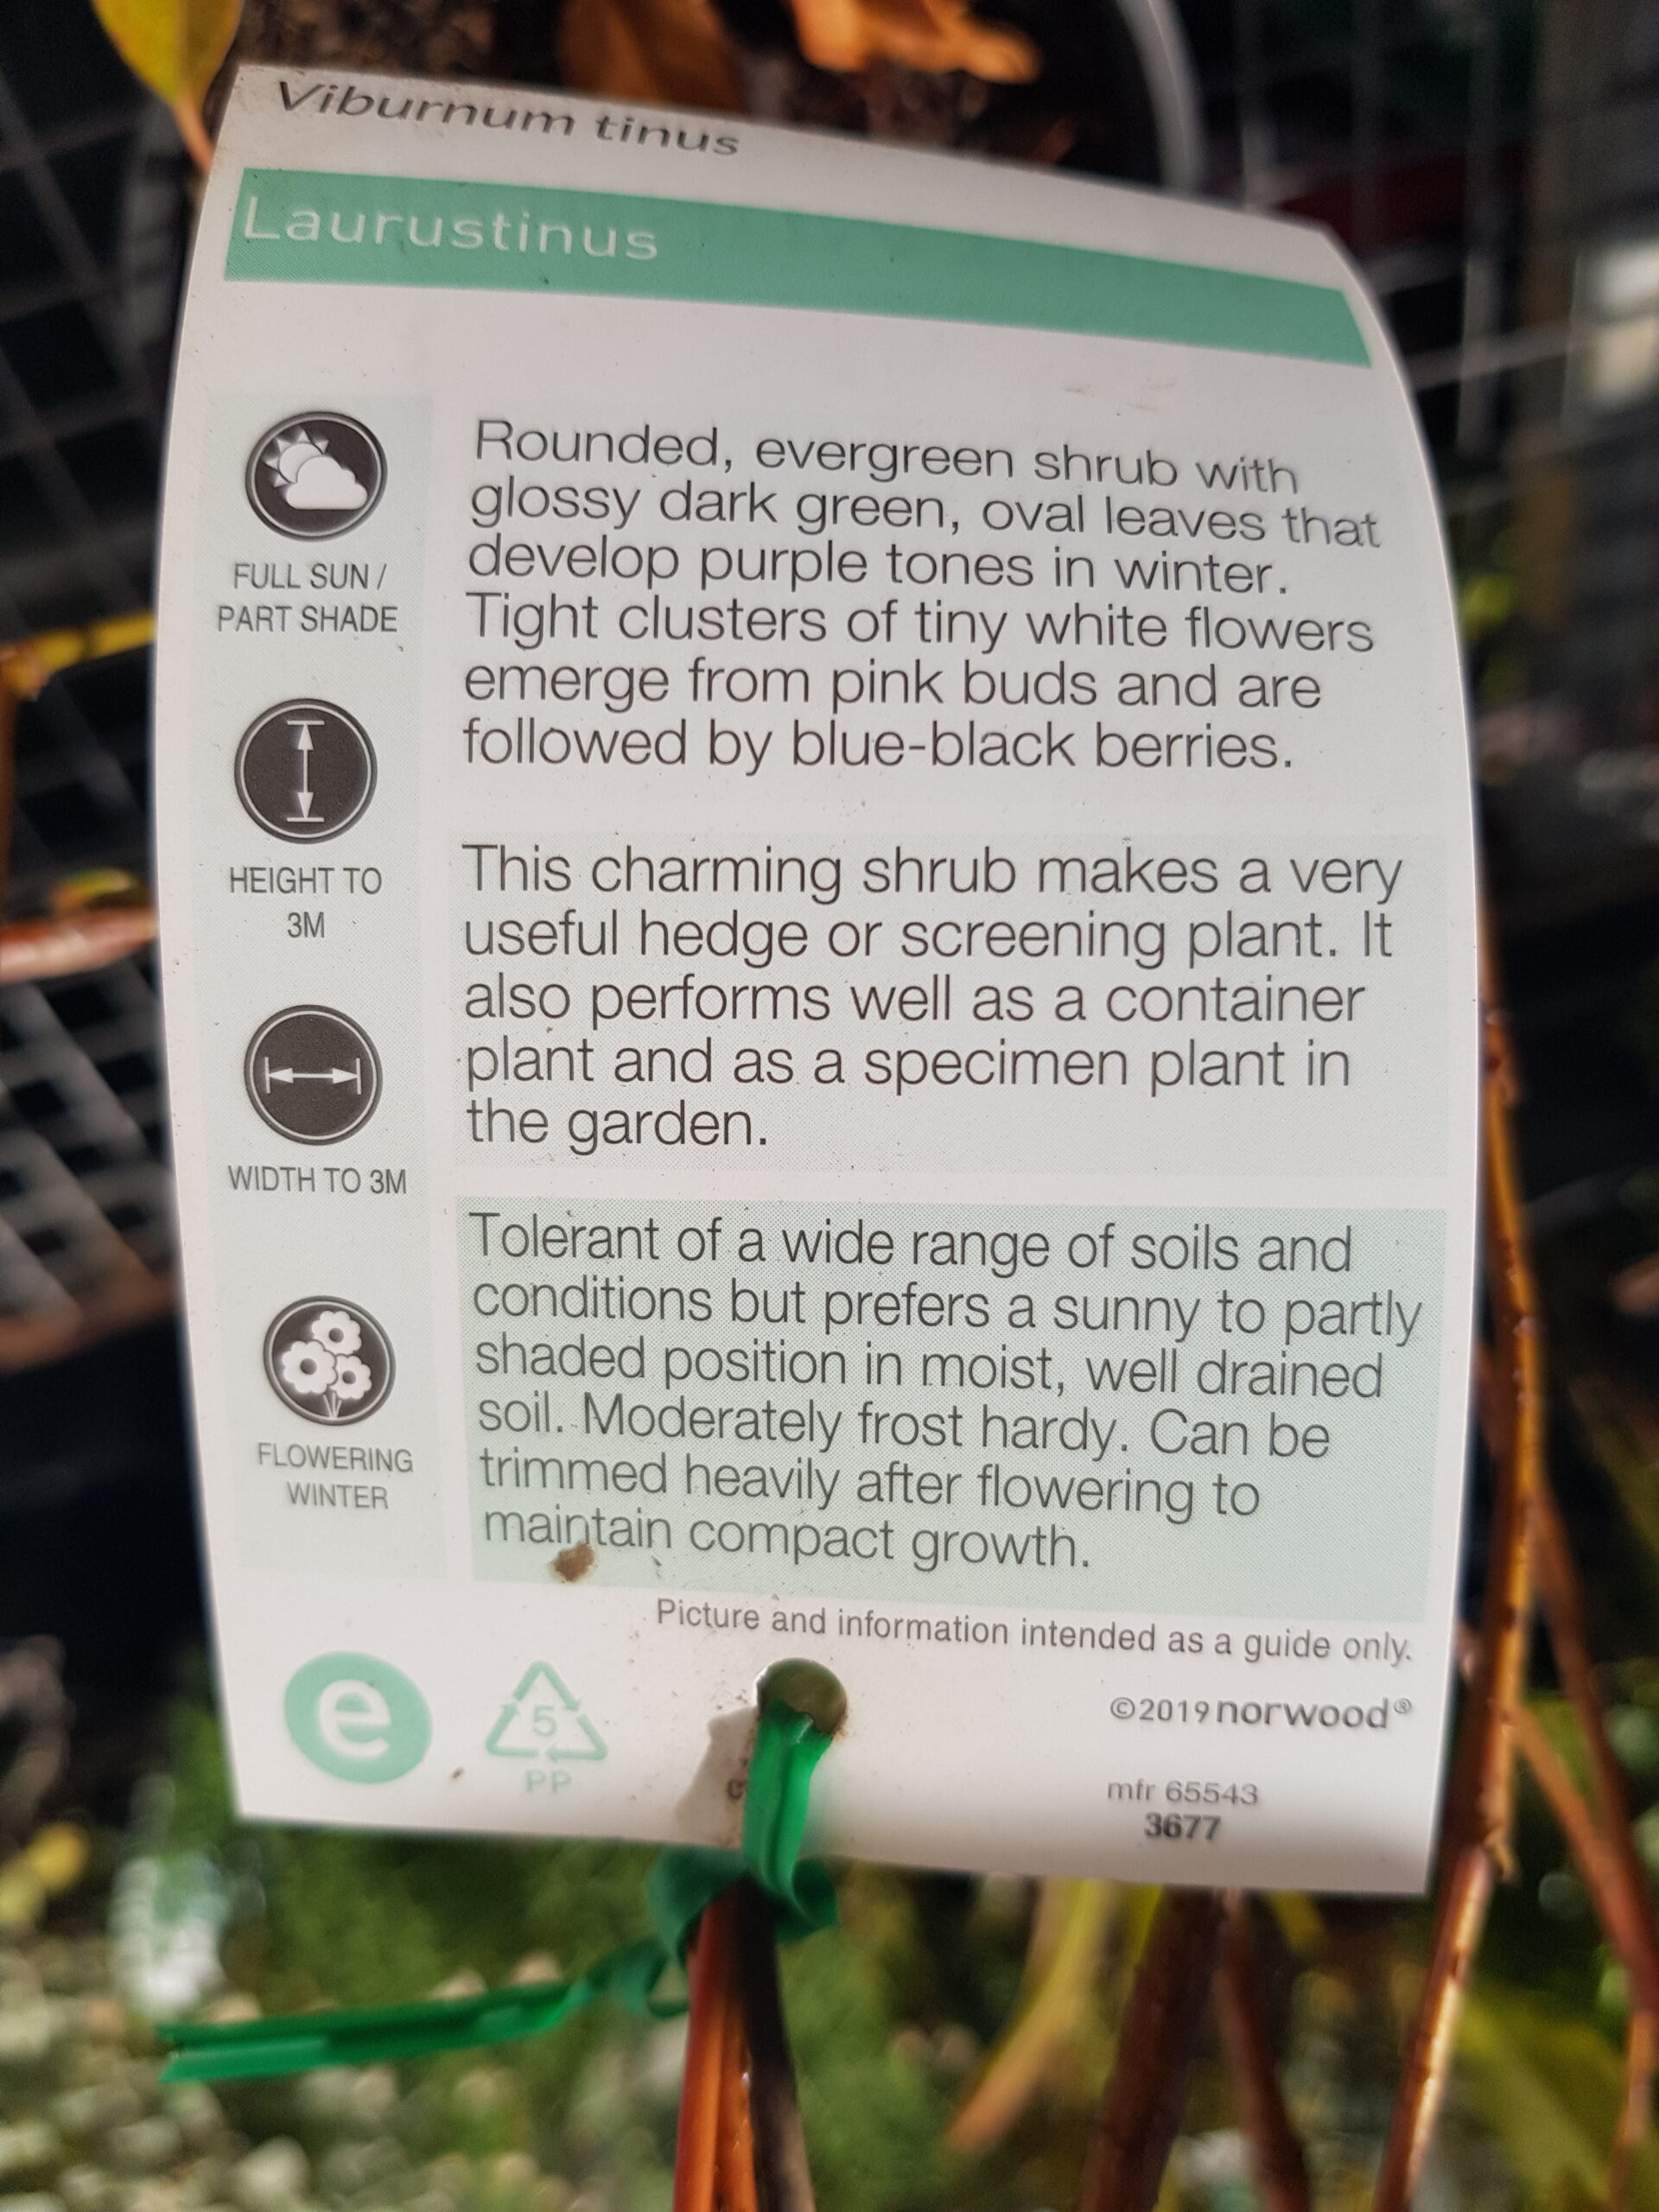 Viburnum tinus
Laurustinus
FULL SUN /
PART SHADE
HEIGHT TO
3M
WIDTH TO 3M
FLOWERING
WINTER
Rounded, evergreen shrub with
glossy dark green, oval leaves that
develop purple tones in winter.
Tight clusters of tiny white flowers
emerge from pink buds and are
followed by blue-black berries.
This charming shrub makes a very
useful hedge or screening plant. It
also performs well as a container
plant and as a specimen plant in
the garden.
Tolerant of a wide range of soils and
conditions but prefers a sunny to partly
shaded position in moist, well drained
soil. Moderately frost hardy. Can be
trimmed heavily after flowering to
maintain compact growth.
Picture and information intended as a guide only.
e
5
PP
©2019 norwood®
mfr 65543
3677